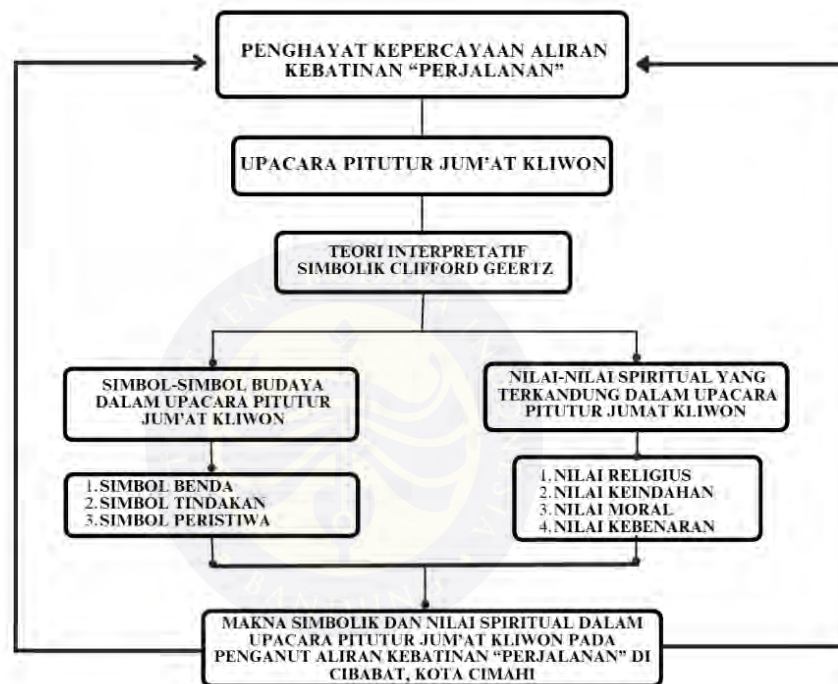 PENGHAYAT KEPERCAYAAN ALIRAN
KEBATINAN “PERJALANAN”
UPACARA PITUTUR JUM’AT KLIWON
TEORI INTERPRETATIF
SIMBOLIK CLIFFORD GEERTZ
SIMBOL-SIMBOL BUDAYA
DALAM UPACARA PITUTUR
JUM’AT KLIWON
NILAI-NILAI SPIRITUAL YANG
TERKANDUNG DALAM UPACARA
PITUTUR JUMAT KLIWON
1. SIMBOL BENDA
2. SIMBOL TINDAKAN
3. SIMBOL PERISTIWA
1. NILAI RELIGIUS
2. NILAI KEINDAHAN
3. NILAI MORAL
4. NILAI KEBENARAN
MAKNA SIMBOLIK DAN NILAI SPIRITUAL DALAM
UPACARA PITUTUR JUM’AT KLIWON PADA
PENGANUT ALIRAN KEBATINAN “PERJALANAN” DI
CIBABAT, KOTA CIMAHI
BANDUNG